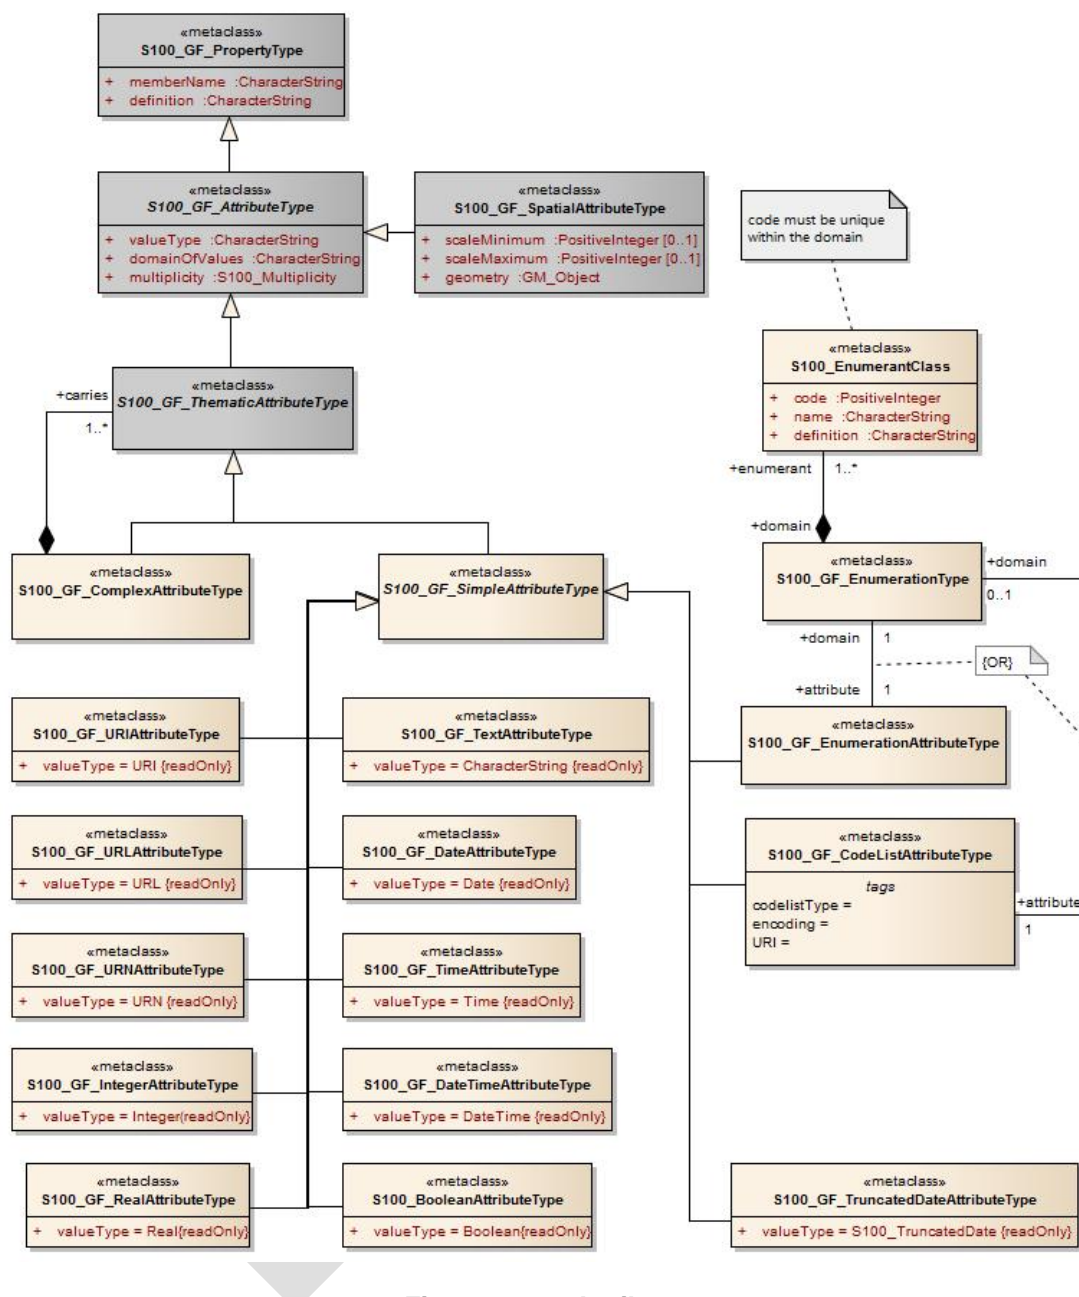 «metaclass»
S100_GF_PropertyType
+ memberName :CharacterString
+ definition :CharacterString
«metaclass»
S100_GF_AttributeType
+ valueType :CharacterString
+ domainOfValues :CharacterString
+ multiplicity :S100_Multiplicity
«metaclass»
S100_GF_SpatialAttributeType
+ scaleMinimum :PositiveInteger [0..1]
+ scaleMaximum :PositiveInteger [0..1]
+ geometry :GM_Object
code must be unique
within the domain
«metaclass»
S100_EnumerantClass
+ code :PositiveInteger
+ name :CharacterString
+ definition :CharacterString
+carries
1..*
«metaclass»
S100_GF_ThematicAttributeType
+enumerant
1..*
+domain
«metaclass»
S100_GF_ComplexAttributeType
«metaclass»
S100_GF_SimpleAttributeType
«metaclass»
S100_GF_EnumerationType
+domain
0..1
+domain
1
{OR}
+attribute
1
«metaclass»
S100_GF_EnumerationAttributeType
«metaclass»
S100_GF_URIAttributeType
+ valueType = URI {readOnly}
«metaclass»
S100_GF_TextAttributeType
+ valueType = CharacterString {readOnly}
«metaclass»
S100_GF_URLAttributeType
+ valueType = URL {readOnly}
«metaclass»
S100_GF_DateAttributeType
+ valueType = Date {readOnly}
«metaclass»
S100_GF_CodeListAttributeType
tags
codelistType =
encoding =
URI =
+attribute
1
«metaclass»
S100_GF_URNAttributeType
+ valueType = URN {readOnly}
«metaclass»
S100_GF_TimeAttributeType
+ valueType = Time {readOnly}
«metaclass»
S100_GF_IntegerAttributeType
+ valueType = Integer{readOnly}
«metaclass»
S100_GF_DateTimeAttributeType
+ valueType = DateTime {readOnly}
«metaclass»
S100_GF_RealAttributeType
+ valueType = Real{readOnly}
«metaclass»
S100_BooleanAttributeType
+ valueType = Boolean{readOnly}
«metaclass»
S100_GF_TruncatedDateAttributeType
+ valueType = S100_TruncatedDate {readOnly}